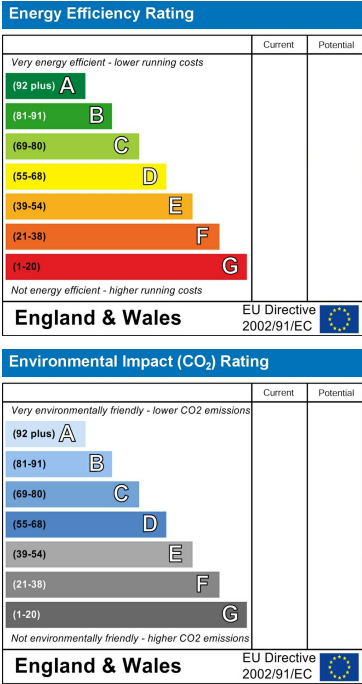 Energy Efficiency Rating
Current Potential
Very energy efficient - lower running costs
(92 plus) A
(81-91) B
(69-80) C
(55-68) D
(39-54) E
(21-38) F
(1-20) G
Not energy efficient - higher running costs
England & Wales
EU Directive
2002/91/EC
Environmental Impact (CO₂) Rating
Current Potential
Very environmentally friendly - lower CO2 emissions
(92 plus) A
(81-91) B
(69-80) C
(55-68) D
(39-54) E
(21-38) F
(1-20) G
Not environmentally friendly - higher CO2 emissions
England & Wales
EU Directive
2002/91/EC